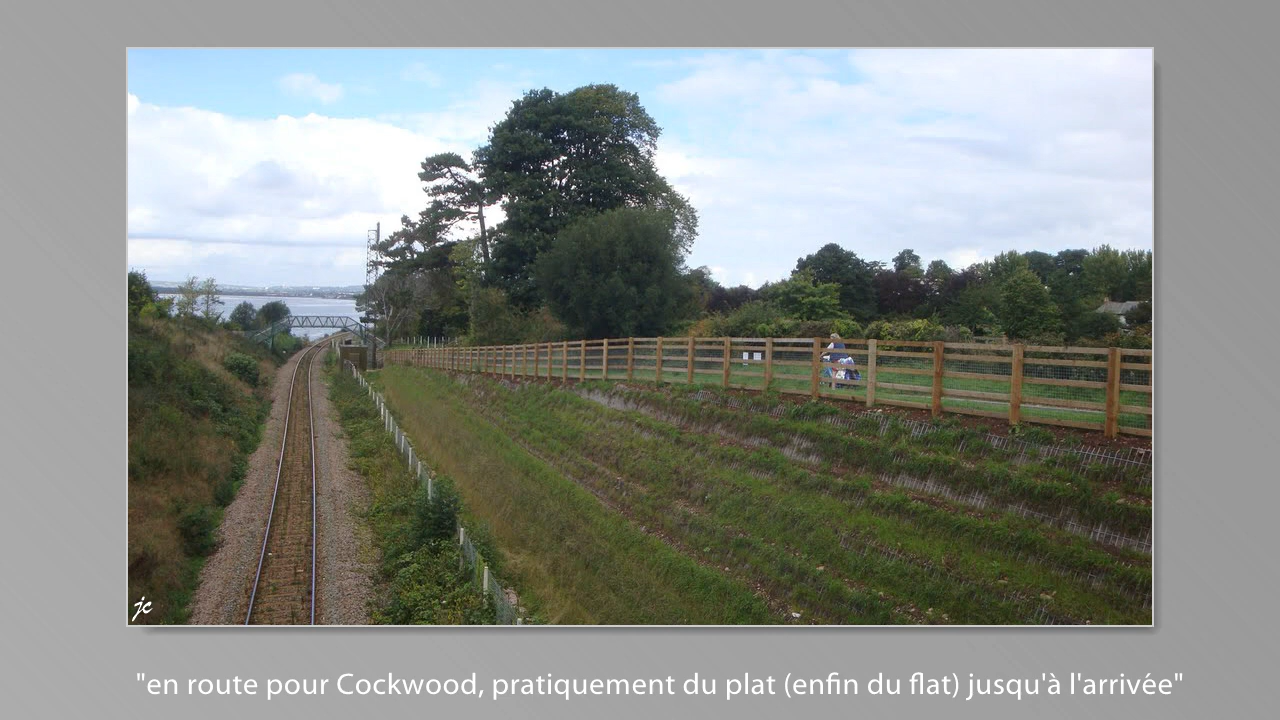 jc
"en route pour Cockwood, pratiquement du plat (enfin du flat) jusqu'à l'arrivée"